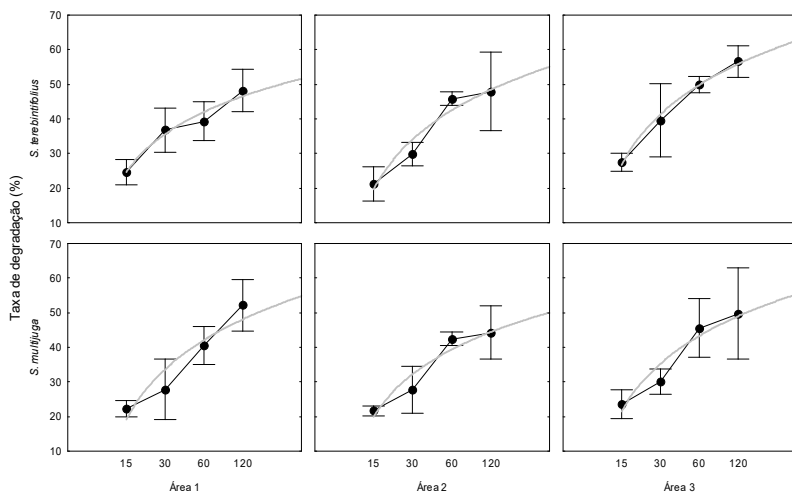 Taxa de degradação (%)
S. terebintifolius
70
60
50
40
30
20
10
S. multijuga
70
60
50
40
30
20
10
15 30 60 120
15 30 60 120
15 30 60 120
Área 1
Área 2
Área 3